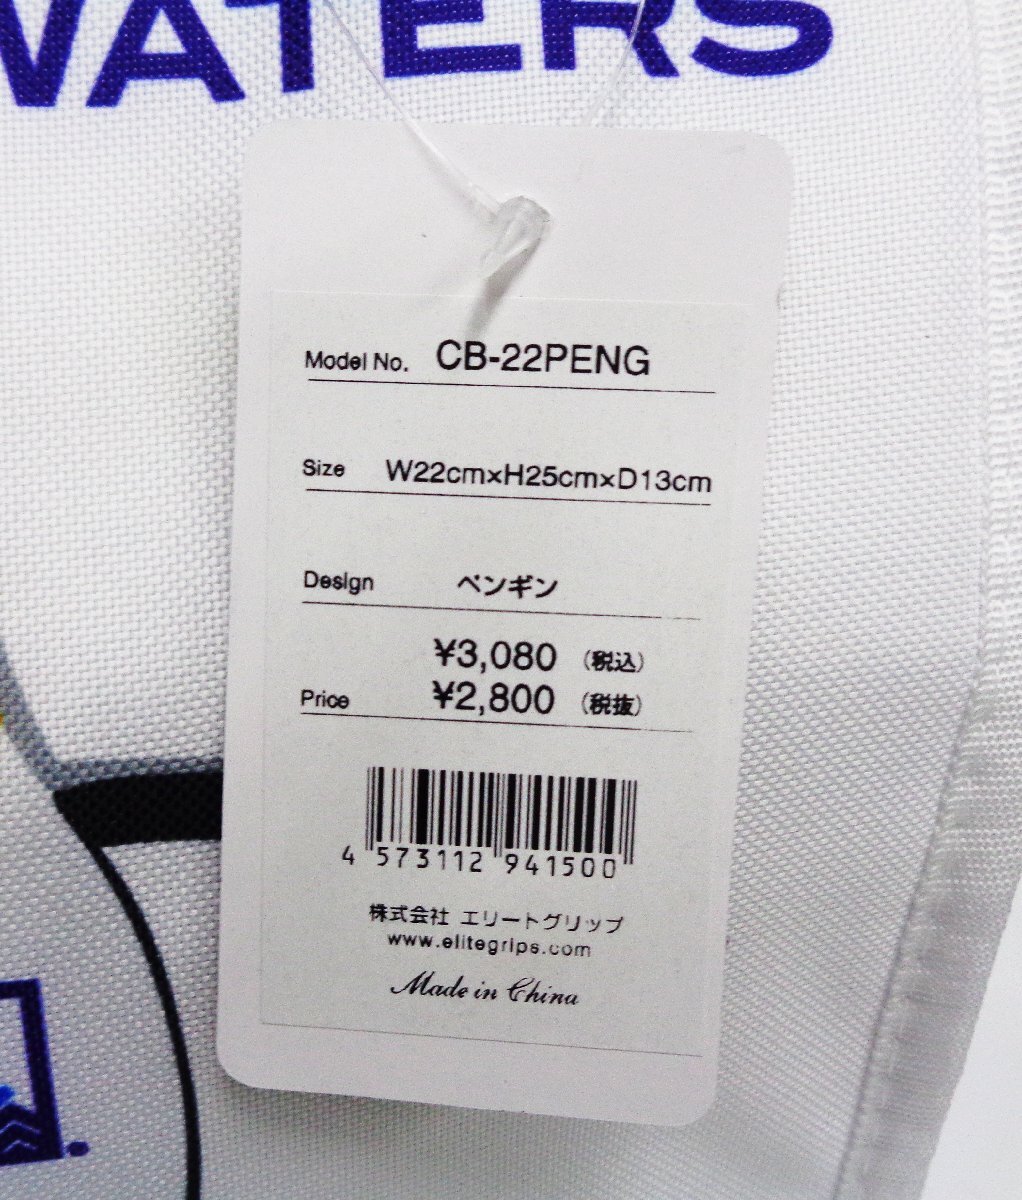 WATERS
Model No. CB-22PENG
Size W22cm×H25cm×D13cm
Design ペンギン
¥3,080 (税込)
Price ¥2,800 (税抜)
4 573112 941500
株式会社 エリートグリップ
www.elitegrips.com
Made in China